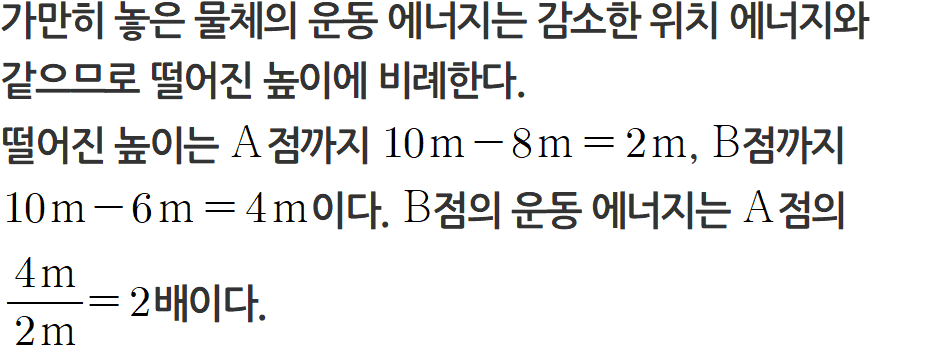 가만히 놓은 물체의 운동 에너지는 감소한 위치 에너지와
같으므로 떨어진 높이에 비례한다.
떨어진 높이는 A점까지 10m－8m＝2m, B점까지
10m－6m＝4m이다. B점의 운동 에너지는 A점의
4m/2m＝2배이다.